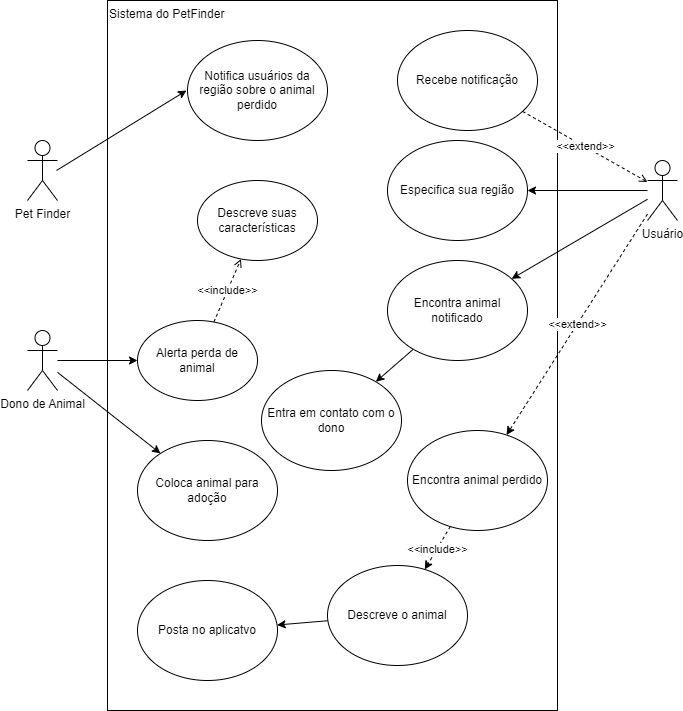 Sistema do PetFinder
Notifica usuários da
região sobre o animal
perdido
Recebe notificação
<<extend>>
Especifica sua região
Pet Finder
Usuário
Descreve suas
características
<<include>>
Encontra animal
notificado
<<extend>>
Alerta perda de
animal
Dono de Animal
Entra em contato com o
dono
Coloca animal para
adoção
Encontra animal perdido
<<include>>
Descreve o animal
Posta no aplicatvo